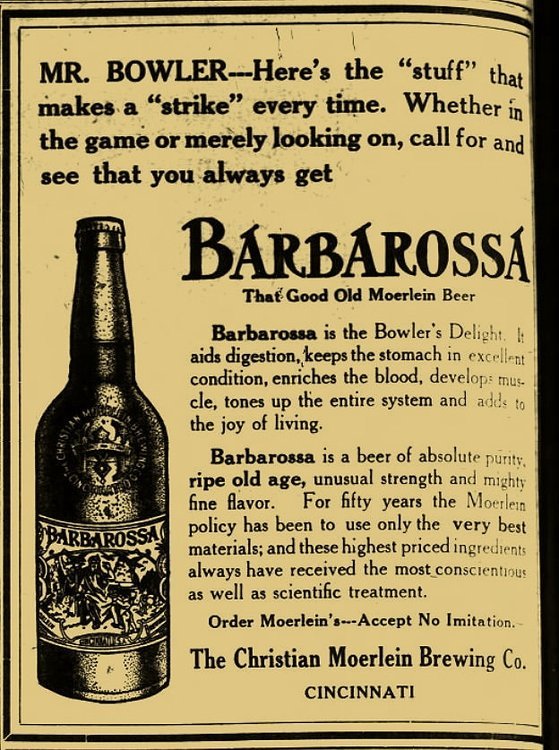 MR. BOWLER---Here's the "stuff" that
makes a "strike" every time. Whether in
the game or merely looking on, call for and
see that you always get
BARBAROSSA
That Good Old Moerlein Beer
Barbarossa is the Bowler's Delight. It
aids digestion, keeps the stomach in excellent
condition, enriches the blood, develops mus-
cle, tones up the entire system and adds to
the joy of living.
Barbarossa is a beer of absolute purity,
ripe old age, unusual strength and mighty
fine flavor. For fifty years the Moerlein
policy has been to use only the very best
materials; and these highest priced ingredients
always have received the most conscientious
as well as scientific treatment.
Order Moerlein's---Accept No Imitation.
The Christian Moerlein Brewing Co.
CINCINNATI
CHRISTIAN MOERLEIN BREWING CO.
BARBAROSSA